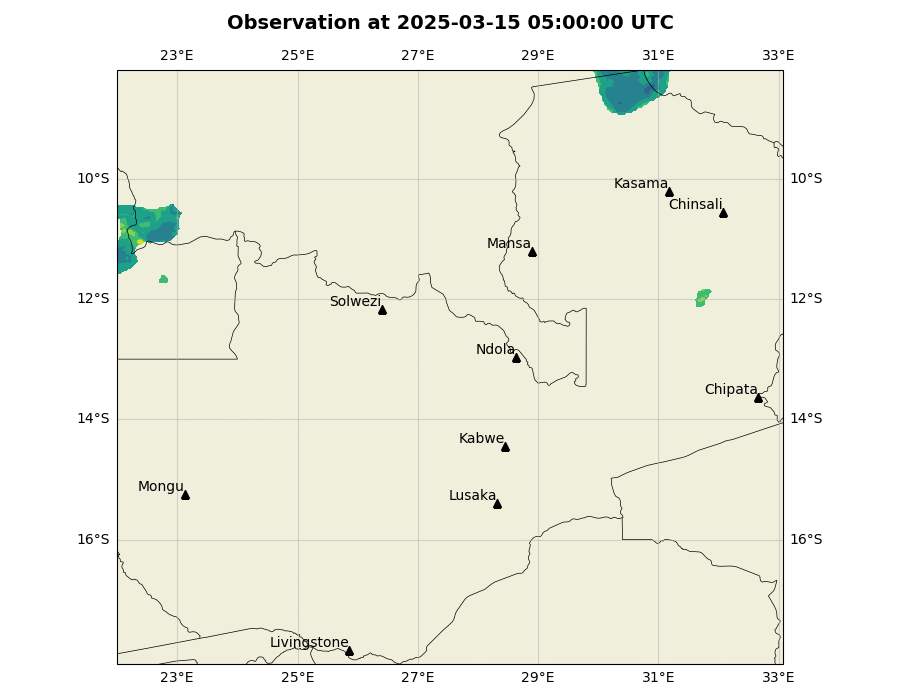 Observation at 2025-03-15 05:00:00 UTC
23°E 25°E 27°E 29°E 31°E 33°E
10°S 10°S
Kasama
Chinsali
Mansa
12°S 12°S
Solwezi
Ndola
Chipata
14°S 14°S
Kabwe
Mongu
Lusaka
16°S 16°S
Livingstone
23°E 25°E 27°E 29°E 31°E 33°E